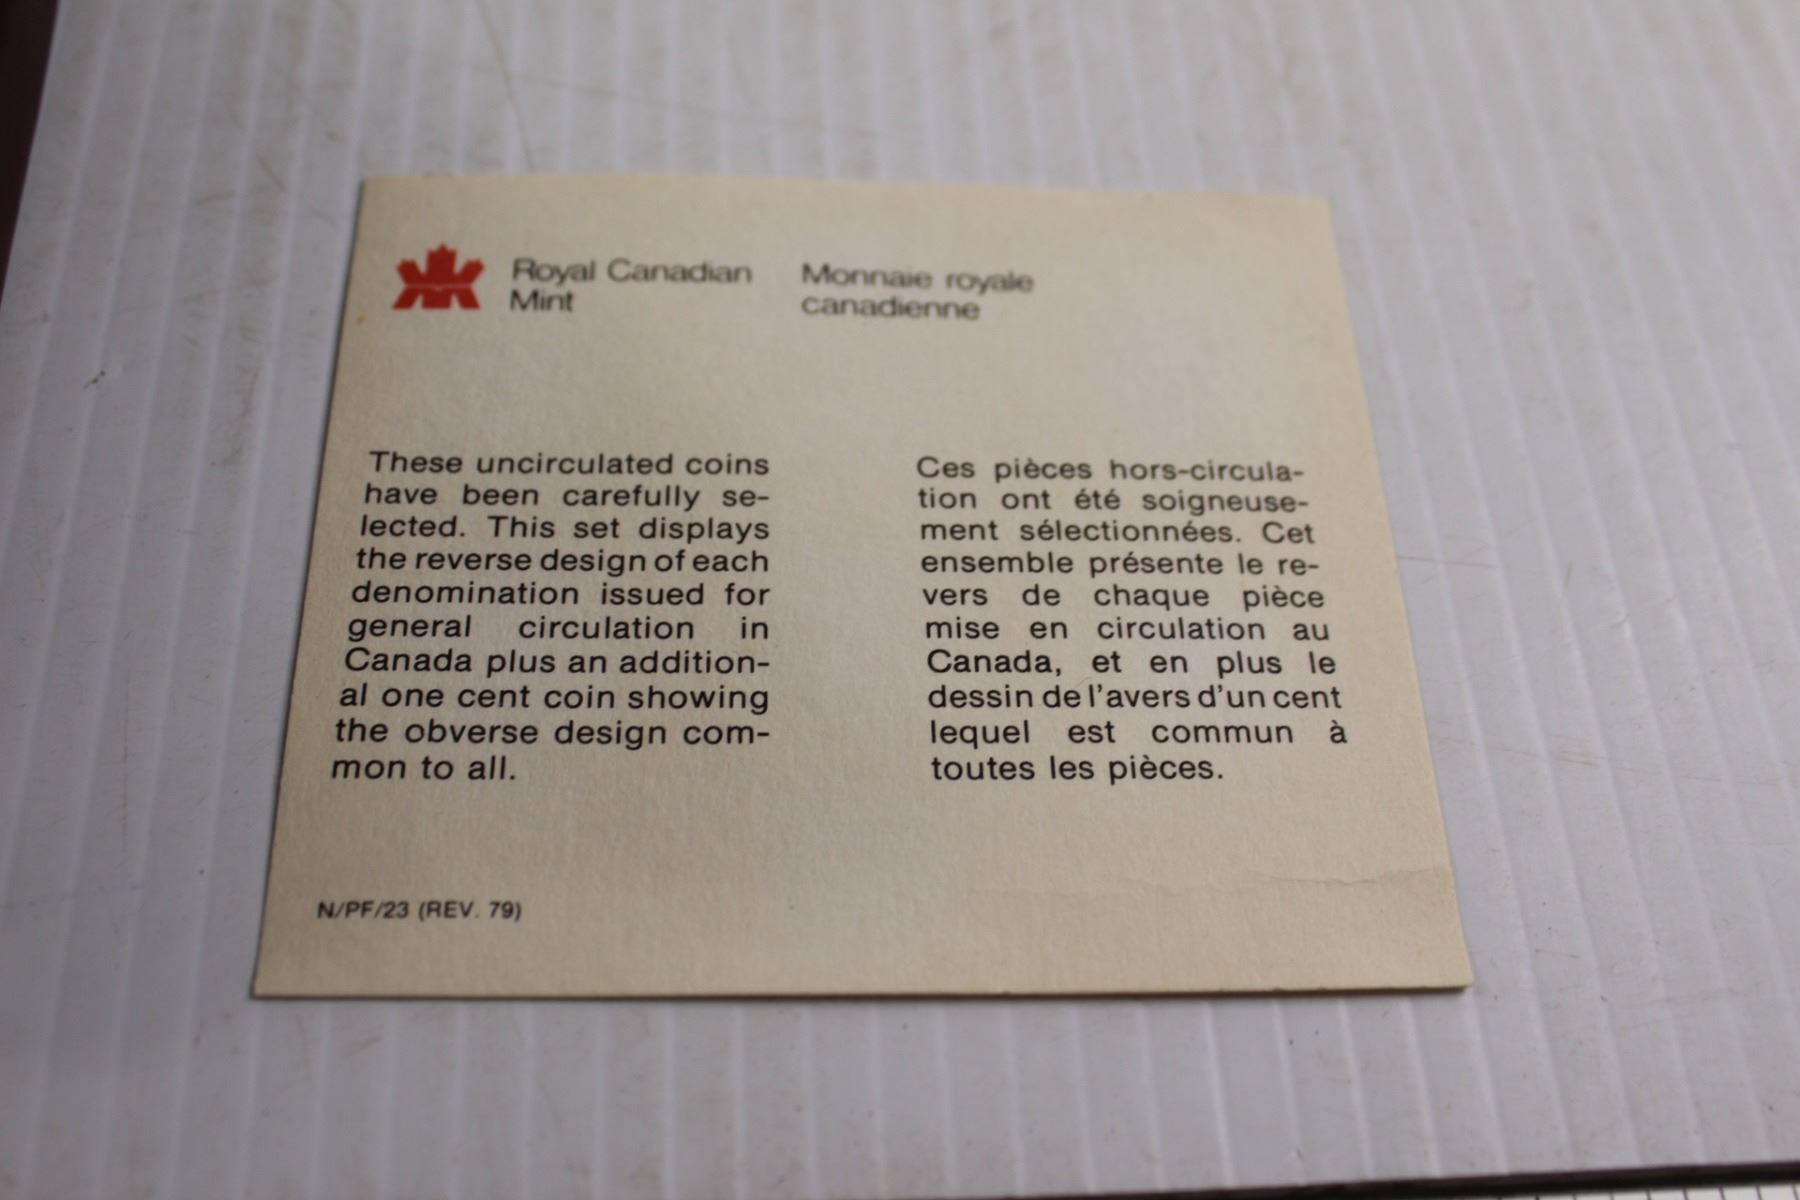 Royal Canadian
Mint
Monnaie royale
canadienne
These uncirculated coins
have been carefully se-
lected. This set displays
the reverse design of each
denomination issued for
general circulation in
Canada plus an addition-
al one cent coin showing
the obverse design com-
mon to all.
Ces pièces hors-circula-
tion ont été soigneuse-
ment sélectionnées. Cet
ensemble présente le re-
vers de chaque pièce
mise en circulation au
Canada, et en plus le
dessin de l'avers d'un cent
lequel est commun à
toutes les pièces.
N/PF/23 (REV. 79)